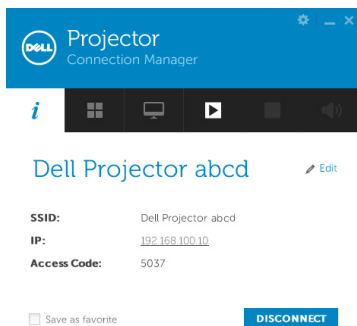 DELL
Projector
Connection Manager
i
Dell Projector abcd
Edit
SSID: Dell Projector abcd
IP: 192.168.100.10
Access Code: 5037
Save as favorite
DISCONNECT